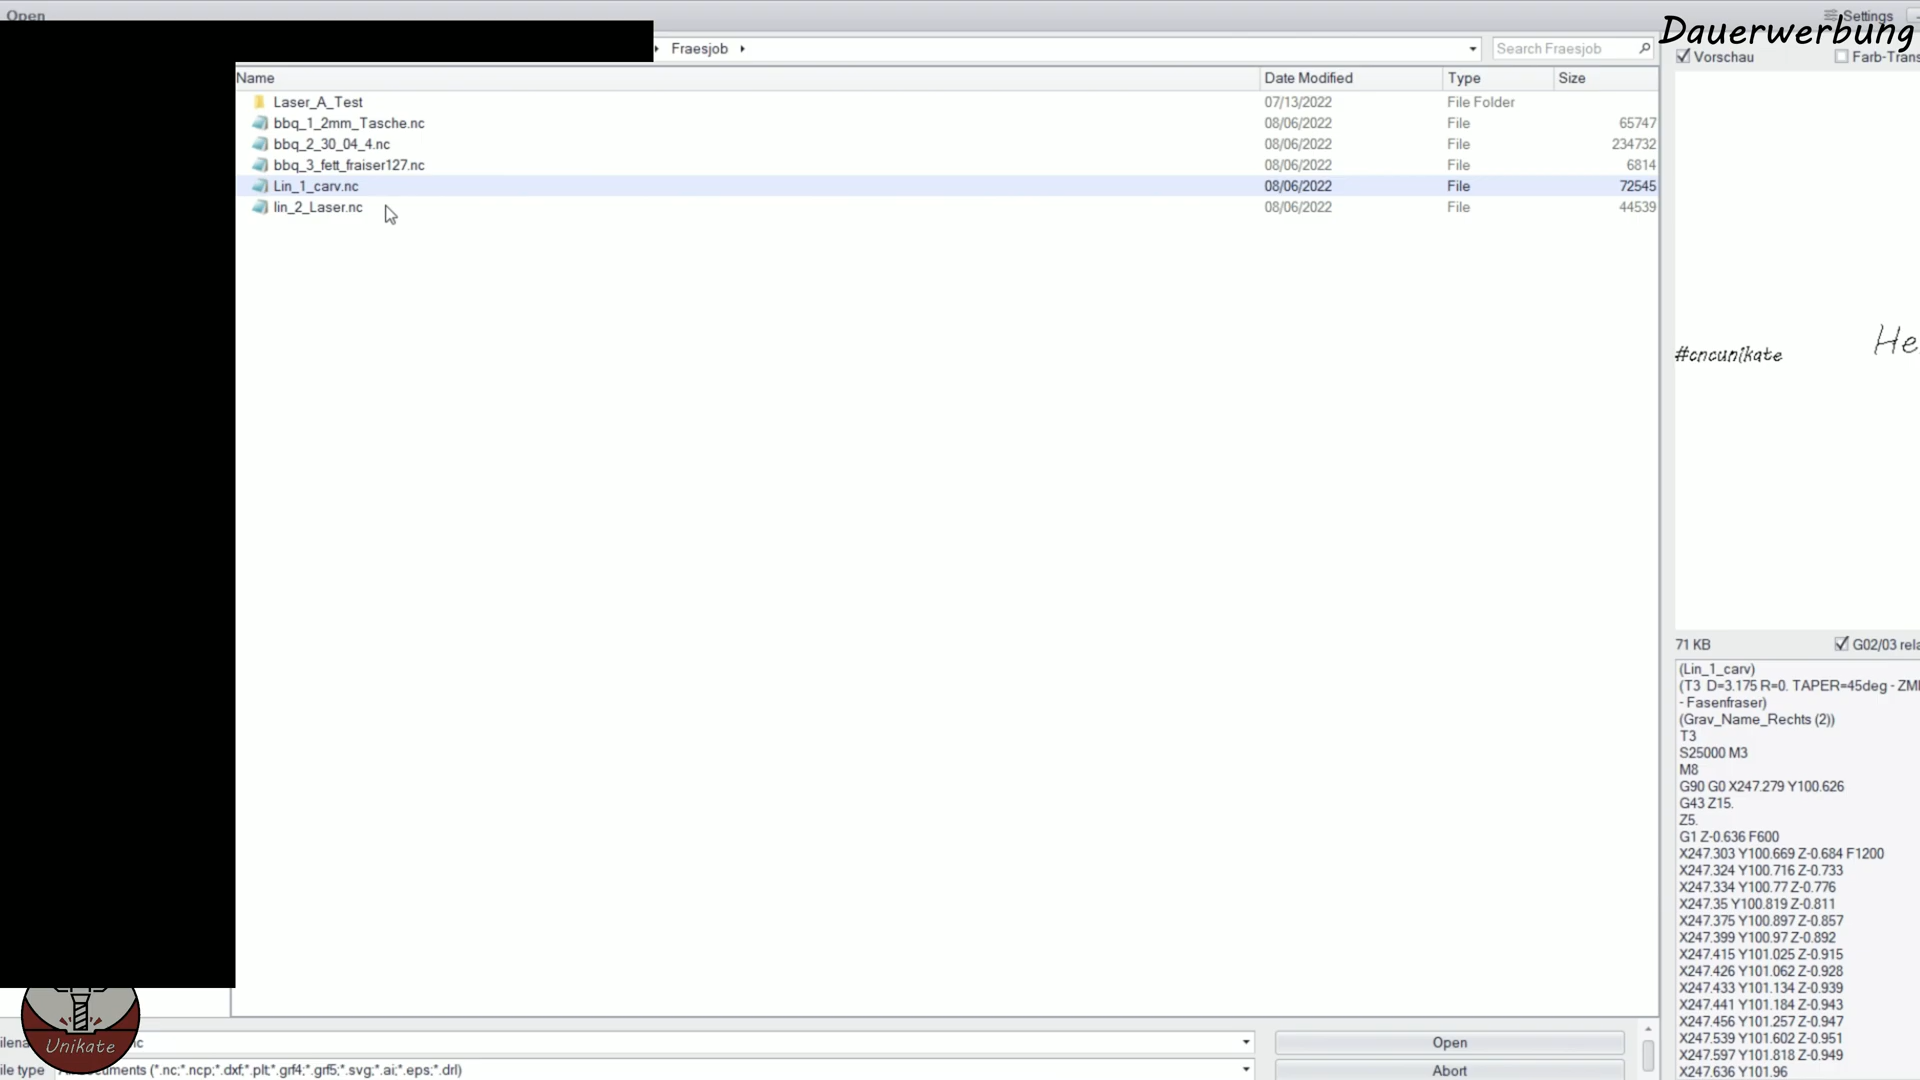 Open
Settings
Dauerwerbung
Fraesjob
Search Fraesjob
Vorschau
Farb-Trans
Name Date Modified Type Size
Laser_A_Test 07/13/2022 File Folder
bbq_1_2mm_Tasche.nc 08/06/2022 File 65747
bbq_2_30_04_4.nc 08/06/2022 File 234732
bbq_3_fett_fraiser127.nc 08/06/2022 File 6814
Lin_1_carv.nc 08/06/2022 File 72545
lin_2_Laser.nc 08/06/2022 File 44539
#cncunikate
He
71 KB
G02/03 rela
(Lin_1_carv)
(T3 D=3.175 R=0. TAPER=45deg - ZMI
- Fasenfraser)
(Grav_Name_Rechts (2))
T3
S25000 M3
M8
G90 G0 X247.279 Y100.626
G43 Z15.
Z5.
G1 Z-0.636 F600
X247.303 Y100.669 Z-0.684 F1200
X247.324 Y100.716 Z-0.733
X247.334 Y100.77 Z-0.776
X247.35 Y100.819 Z-0.811
X247.375 Y100.897 Z-0.857
X247.399 Y100.97 Z-0.892
X247.415 Y101.025 Z-0.915
X247.426 Y101.062 Z-0.928
X247.433 Y101.134 Z-0.939
X247.441 Y101.184 Z-0.943
X247.456 Y101.257 Z-0.947
X247.539 Y101.602 Z-0.951
X247.597 Y101.818 Z-0.949
X247.636 Y101.96
Unikate
ilena
nc
Open
ile type
uments (*.nc;*.ncp;*.dxf;*.plt;*.grf4;*.grf5;*.svg;*.ai;*.eps;*.drl)
Abort